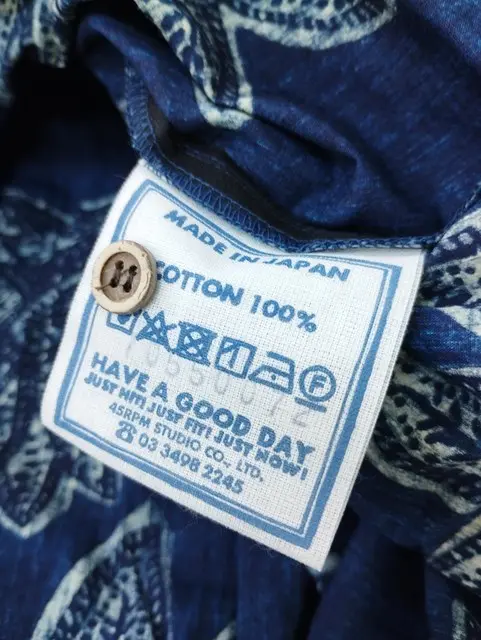 MADE IN JAPAN
COTTON 100%
HAVE A GOOD DAY
JUST HIT! JUST FIT! JUST NOW!
45RPM STUDIO CO., LTD.
☎ 03 3498 2245